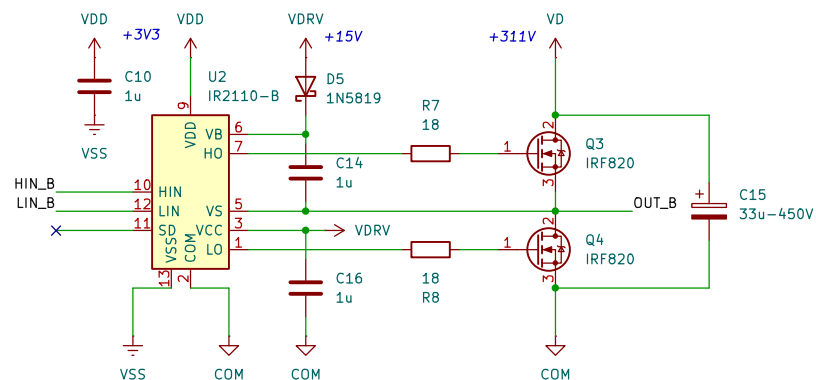 VDD
+3V3
VDD
VDRV
+15V
+311V
VD
C10
1u
VSS
U2
IR2110-B
9
VDD
D5
1N5819
R7
18
VB
6
HO
7
1
2
Q3
IRF820
3
C14
1u
HIN_B
10
HIN
LIN_B
12
LIN
VS
5
OUT_B
+
C15
33u-450V
11
SD
VCC
3
VDRV
2
VSS
COM
LO
1
1
Q4
IRF820
3
13
2
C16
1u
18
R8
VSS
COM
COM
COM